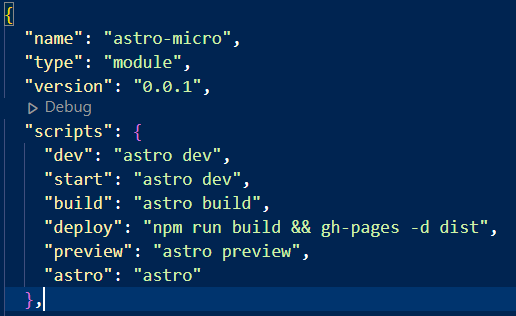 {
"name": "astro-micro",
"type": "module",
"version": "0.0.1",
Debug
"scripts": {
"dev": "astro dev",
"start": "astro dev",
"build": "astro build",
"deploy": "npm run build && gh-pages -d dist",
"preview": "astro preview",
"astro": "astro"
},